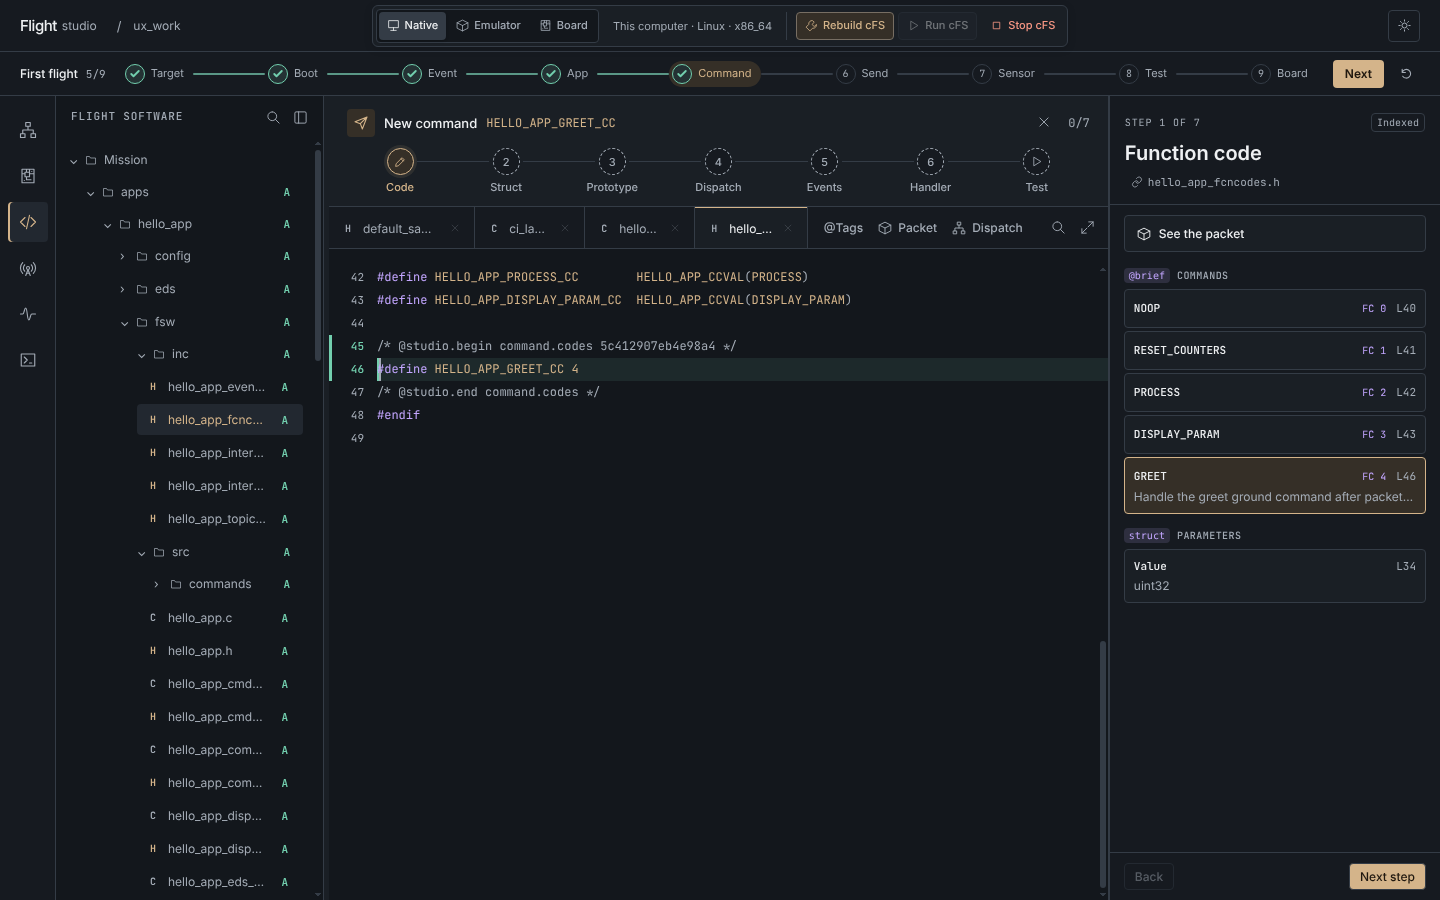 Flight studio / ux_work
Native Emulator Board This computer · Linux · x86_64 Rebuild cFS Run cFS Stop cFS
First flight 5/9 Target Boot Event App Command 6 Send 7 Sensor 8 Test 9 Board Next
FLIGHT SOFTWARE
Mission
apps A
hello_app A
config A
eds A
fsw A
inc A
H hello_app_even... A
H hello_app_fcnc... A
H hello_app_inter... A
H hello_app_inter... A
H hello_app_topic... A
src A
commands A
C hello_app.c A
H hello_app.h A
C hello_app_cmd... A
H hello_app_cmd... A
C hello_app_com... A
H hello_app_com... A
C hello_app_disp... A
H hello_app_disp... A
C hello_app_eds_... A
New command HELLO_APP_GREET_CC 0/7
2 3 4 5 6
Code Struct Prototype Dispatch Events Handler Test
H default_sa... C ci_la... C hello... H hello_... @Tags Packet Dispatch
42 #define HELLO_APP_PROCESS_CC HELLO_APP_CCVAL(PROCESS)
43 #define HELLO_APP_DISPLAY_PARAM_CC HELLO_APP_CCVAL(DISPLAY_PARAM)
44
45 /* @studio.begin command.codes 5c412907eb4e98a4 */
46 #define HELLO_APP_GREET_CC 4
47 /* @studio.end command.codes */
48 #endif
49
STEP 1 OF 7 Indexed
Function code
hello_app_fcncodes.h
See the packet
@brief COMMANDS
NOOP FC 0 L40
RESET_COUNTERS FC 1 L41
PROCESS FC 2 L42
DISPLAY_PARAM FC 3 L43
GREET FC 4 L46
Handle the greet ground command after packet...
struct PARAMETERS
Value L34
uint32
Back Next step